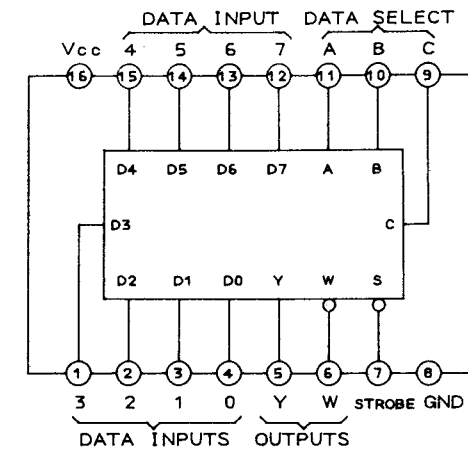 DATA INPUT DATA SELECT
Vcc 4 5 6 7 A B C
16 15 14 13 12 11 10 9
D4 D5 D6 D7 A B
D3 C
D2 D1 D0 Y W S
1 2 3 4 5 6 7 8
3 2 1 0 Y W STROBE GND
DATA INPUTS OUTPUTS